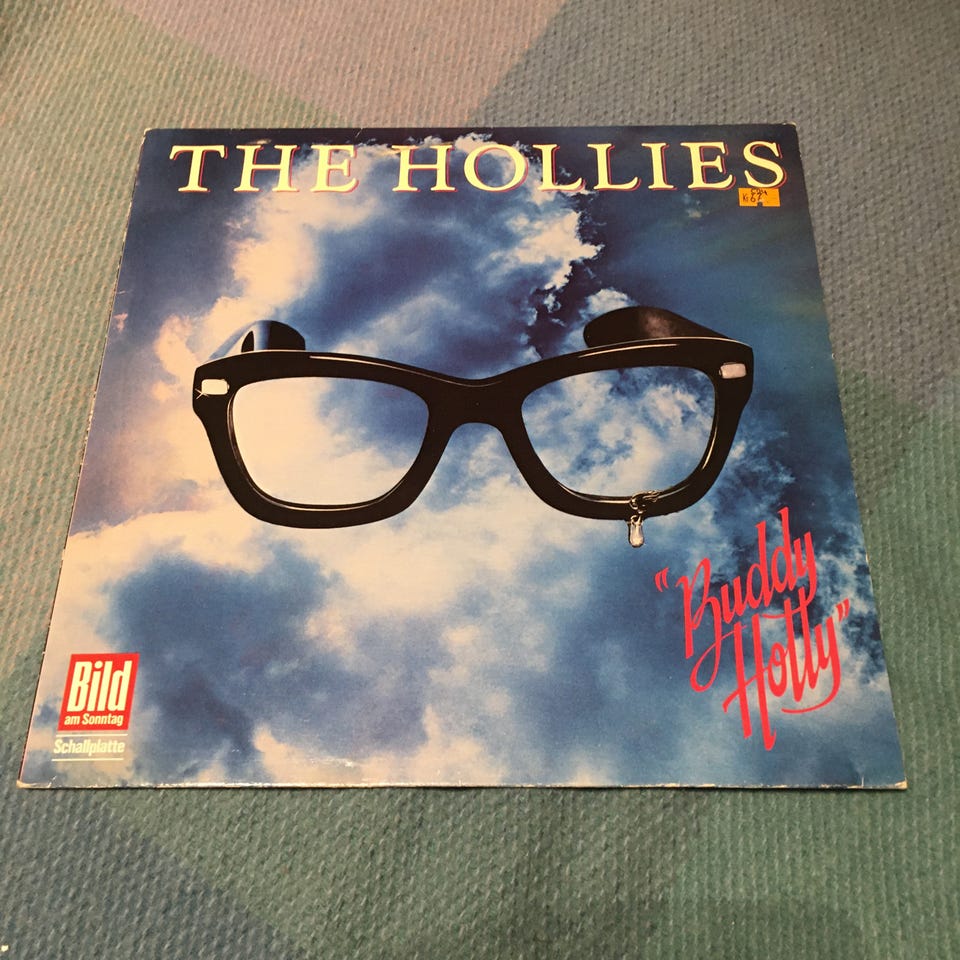 THE HOLLIES
"Buddy
Holly"
Bild
am Sonntag
Schallplatte